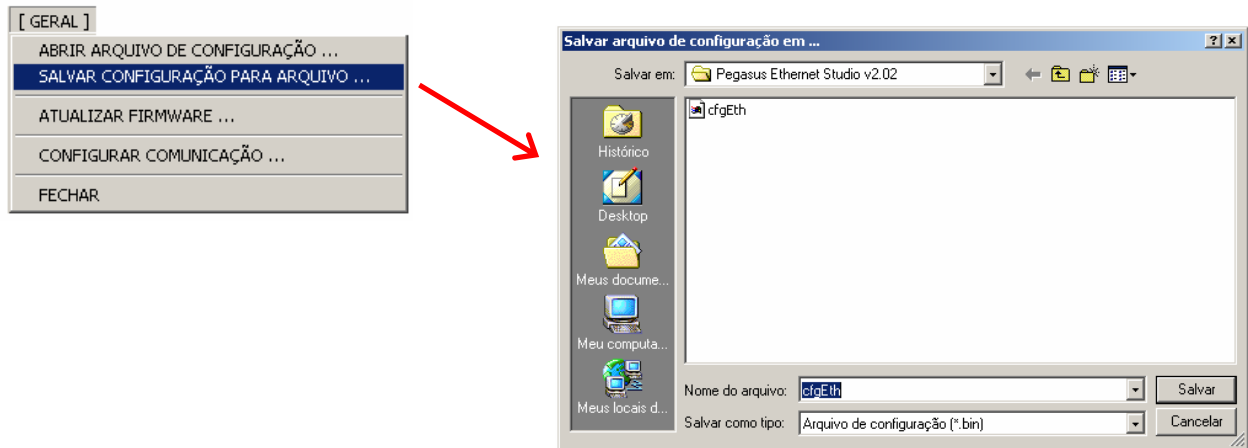 [ GERAL ]
ABRIR ARQUIVO DE CONFIGURAÇÃO ...
SALVAR CONFIGURAÇÃO PARA ARQUIVO ...
ATUALIZAR FIRMWARE ...
CONFIGURAR COMUNICAÇÃO ...
FECHAR
Salvar arquivo de configuração em ...
Salvar em: Pegasus Ethernet Studio v2.02
cfgEth
Histórico
Desktop
Meus docume...
Meu computa...
Meus locais d...
Nome do arquivo: cfgEth Salvar
Salvar como tipo: Arquivo de configuração (*.bin) Cancelar